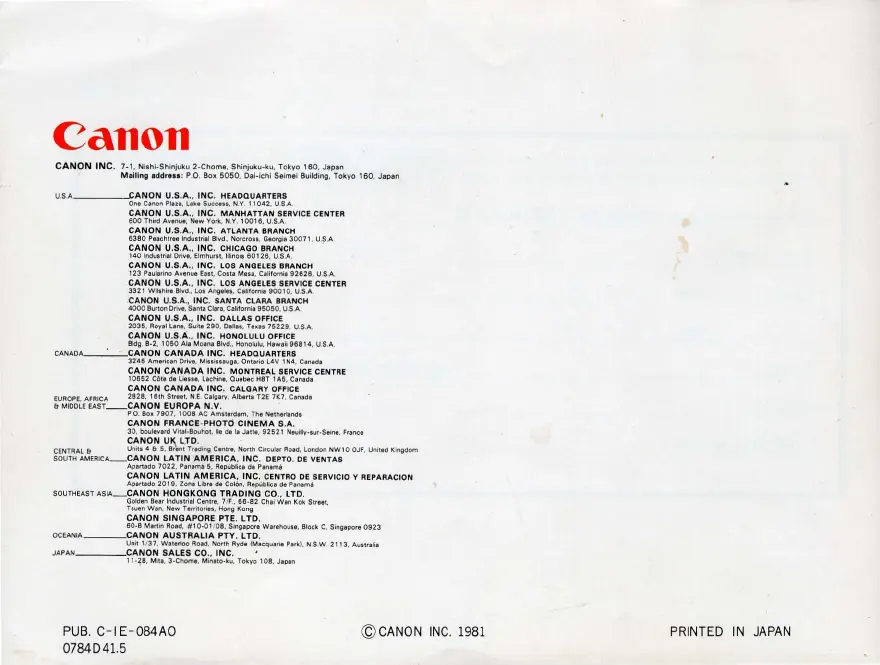 Canon
CANON INC. 7-1, Nishi-Shinjuku 2-Chome, Shinjuku-ku, Tokyo 160, Japan
Mailing address: P.O. Box 5050, Dai-ichi Seimei Building, Tokyo 160, Japan
U.S.A. CANON U.S.A., INC. HEADQUARTERS
One Canon Plaza, Lake Success, N.Y. 11042, U.S.A.
CANON U.S.A., INC. MANHATTAN SERVICE CENTER
600 Third Avenue, New York, N.Y. 10016, U.S.A.
CANON U.S.A., INC. ATLANTA BRANCH
6380 Peachtree Industrial Blvd., Norcross, Georgia 30071, U.S.A.
CANON U.S.A., INC. CHICAGO BRANCH
140 Industrial Drive, Elmhurst, Illinois 60126, U.S.A.
CANON U.S.A., INC. LOS ANGELES BRANCH
123 Paularino Avenue East, Costa Mesa, California 92626, U.S.A.
CANON U.S.A., INC. LOS ANGELES SERVICE CENTER
3321 Wilshire Blvd., Los Angeles, California 90010, U.S.A.
CANON U.S.A., INC. SANTA CLARA BRANCH
4000 Burton Drive, Santa Clara, California 95050, U.S.A.
CANON U.S.A., INC. DALLAS OFFICE
2035, Royal Lane, Suite 290, Dallas, Texas 75229, U.S.A.
CANON U.S.A., INC. HONOLULU OFFICE
Bldg. B-2, 1050 Ala Moana Blvd., Honolulu, Hawaii 96814, U.S.A.
CANADA CANON CANADA INC. HEADQUARTERS
3245 American Drive, Mississauga, Ontario L4V 1N4, Canada
CANON CANADA INC. MONTREAL SERVICE CENTRE
10652 Côte de Liesse, Lachine, Quebec H8T 1A5, Canada
CANON CANADA INC. CALGARY OFFICE
2828, 16th Street, N.E. Calgary, Alberta T2E 7K7, Canada
EUROPE, AFRICA
& MIDDLE EAST CANON EUROPA N.V.
P.O. Box 7907, 1008 AC Amsterdam, The Netherlands
CANON FRANCE-PHOTO CINEMA S.A.
30, boulevard Vital-Bouhot, Ile de la Jatte, 92521 Neuilly-sur-Seine, France
CANON UK LTD.
Units 4 & 5, Brent Trading Centre, North Circular Road, London NW10 0JF, United Kingdom
CENTRAL &
SOUTH AMERICA CANON LATIN AMERICA, INC. DEPTO. DE VENTAS
Apartado 7022, Panamá 5, República de Panamá
CANON LATIN AMERICA, INC. CENTRO DE SERVICIO Y REPARACION
Apartado 2019, Zona Libre de Colón, República de Panamá
SOUTHEAST ASIA CANON HONGKONG TRADING CO., LTD.
Golden Bear Industrial Centre, 7/F., 66-82 Chai Wan Kok Street,
Tsuen Wan, New Territories, Hong Kong
CANON SINGAPORE PTE. LTD.
60-B Martin Road, #10-01/08, Singapore Warehouse, Block C, Singapore 0923
OCEANIA CANON AUSTRALIA PTY. LTD.
Unit 1/37, Waterloo Road, North Ryde (Macquarie Park), N.S.W. 2113, Australia
JAPAN CANON SALES CO., INC.
11-28, Mita, 3-Chome, Minato-ku, Tokyo 108, Japan
PUB. C-IE-084AO © CANON INC. 1981 PRINTED IN JAPAN
0784D41.5